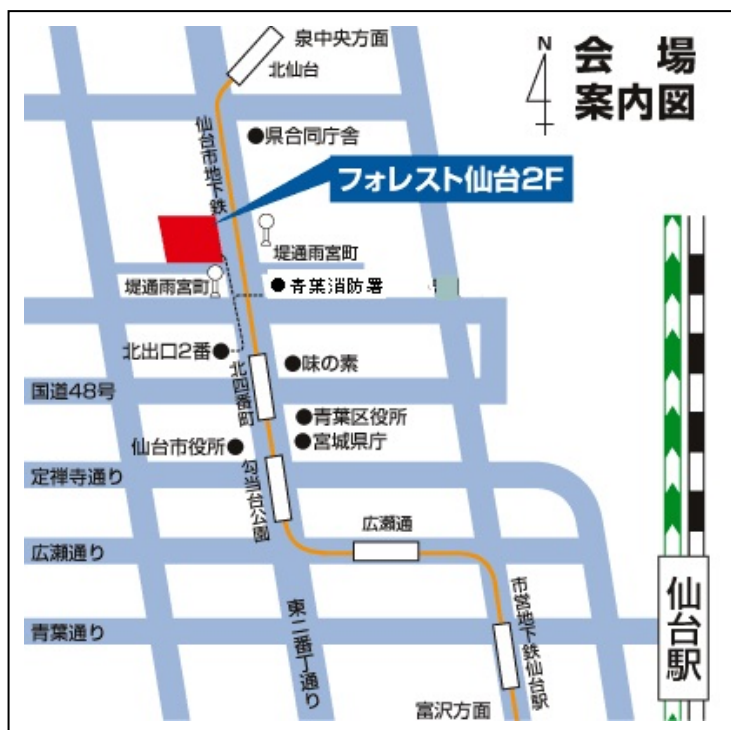 泉中央方面
北仙台
N
会場
案内図
仙台市地下鉄
県合同庁舎
フォレスト仙台2F
堤通雨宮町
堤通雨宮町
青葉消防署
北出口2番
味の素
国道48号
北四番町
青葉区役所
仙台市役所
宮城県庁
定禅寺通り
勾当台公園
広瀬通
広瀬通り
青葉通り
東二番丁通り
市営地下鉄仙台駅
仙台駅
富沢方面